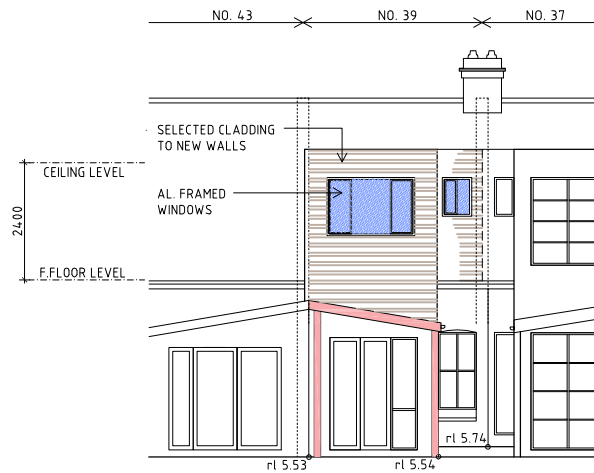 NO. 43
NO. 39
NO. 37
SELECTED CLADDING
TO NEW WALLS
CEILING LEVEL
AL. FRAMED
WINDOWS
2400
F.FLOOR LEVEL
rl 5.74
rl 5.53
rl 5.54